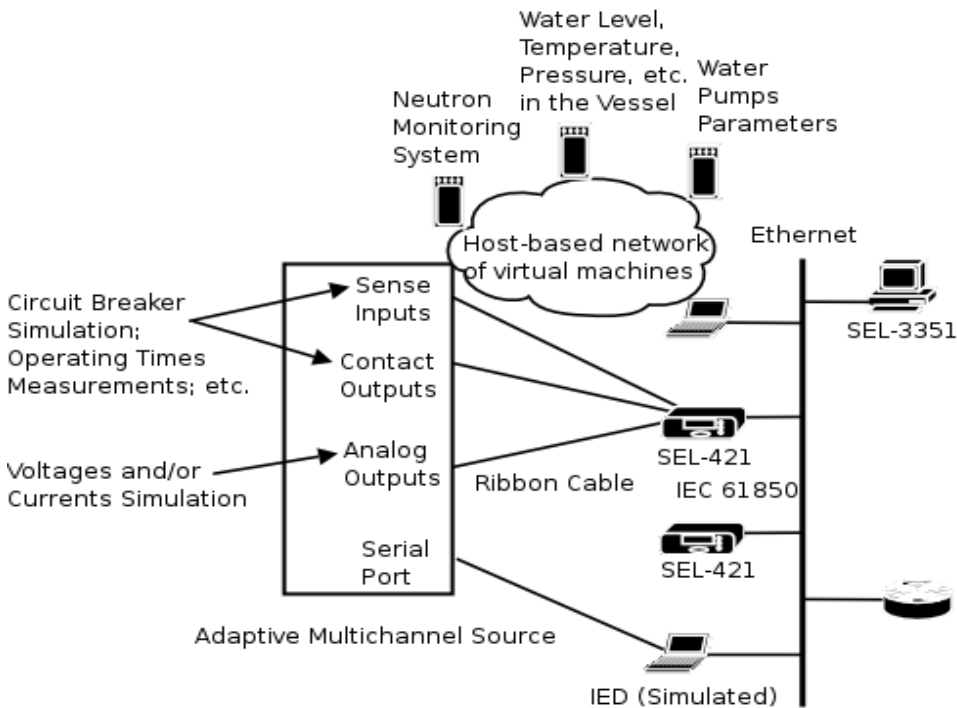 Water Level,
Temperature,
Pressure, etc.
in the Vessel
Water
Pumps
Parameters
Neutron
Monitoring
System
Host-based network
of virtual machines
Ethernet
Sense
Inputs
Circuit Breaker
Simulation;
Operating Times
Measurements; etc.
SEL-3351
Contact
Outputs
Analog
Outputs
Voltages and/or
Currents Simulation
Ribbon Cable
SEL-421
IEC 61850
SEL-421
Serial
Port
Adaptive Multichannel Source
IED (Simulated)